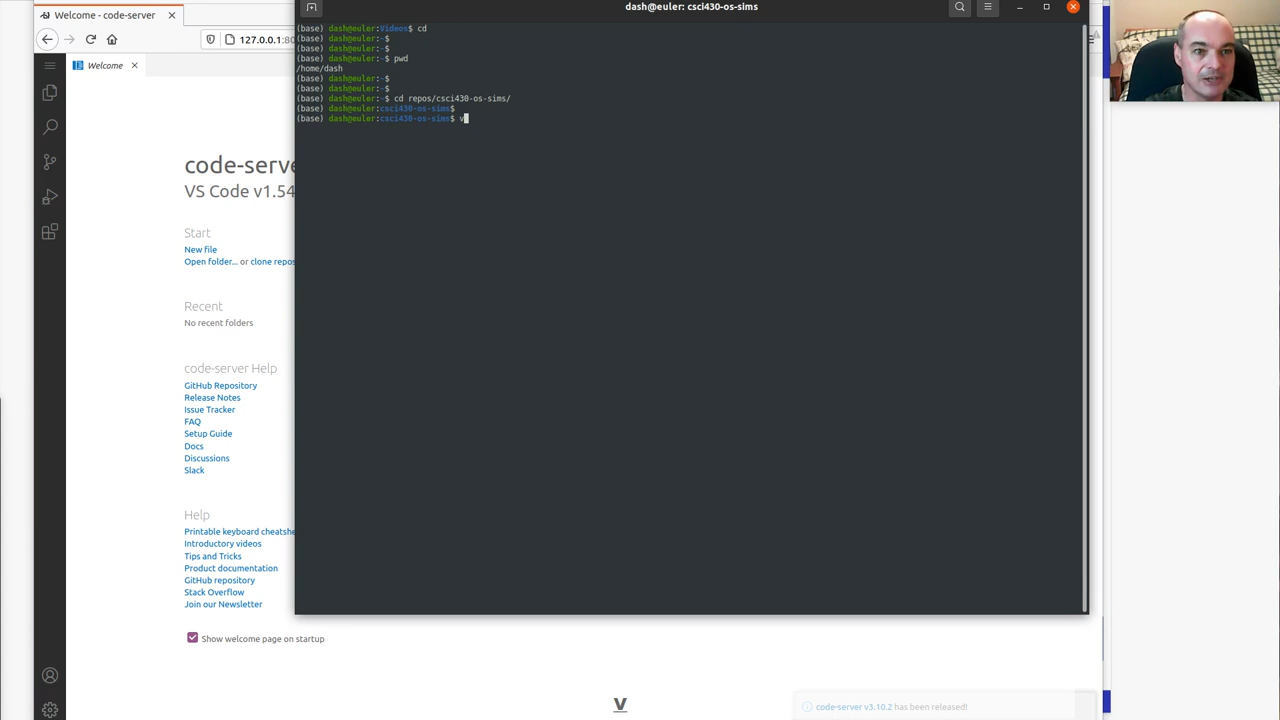 Welcome - code-server
dash@euler: csci430-os-sims
127.0.0.1:80
Welcome
(base) dash@euler:Videos$ cd
(base) dash@euler:~$
(base) dash@euler:~$
(base) dash@euler:~$ pwd
/home/dash
(base) dash@euler:~$
(base) dash@euler:~$
(base) dash@euler:~$ cd repos/csci430-os-sims/
(base) dash@euler:csci430-os-sims$
(base) dash@euler:csci430-os-sims$ v
code-serve
VS Code v1.54
Start
New file
Open folder... or clone repos
Recent
No recent folders
code-server Help
GitHub Repository
Release Notes
Issue Tracker
FAQ
Setup Guide
Docs
Discussions
Slack
Help
Printable keyboard cheatshe
Introductory videos
Tips and Tricks
Product documentation
GitHub repository
Stack Overflow
Join our Newsletter
Show welcome page on startup
code-server v3.10.2 has been released!